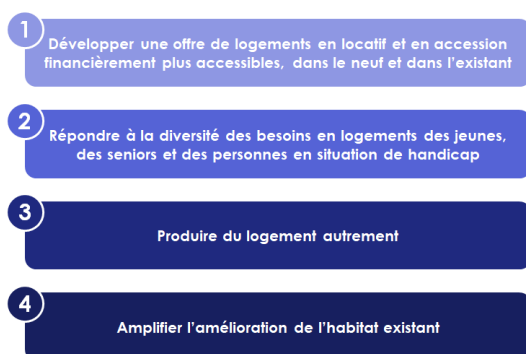 1
Développer une offre de logements en locatif et en accession
financièrement plus accessibles, dans le neuf et dans l'existant
2
Répondre à la diversité des besoins en logements des jeunes,
des seniors et des personnes en situation de handicap
3
Produire du logement autrement
4
Amplifier l'amélioration de l'habitat existant